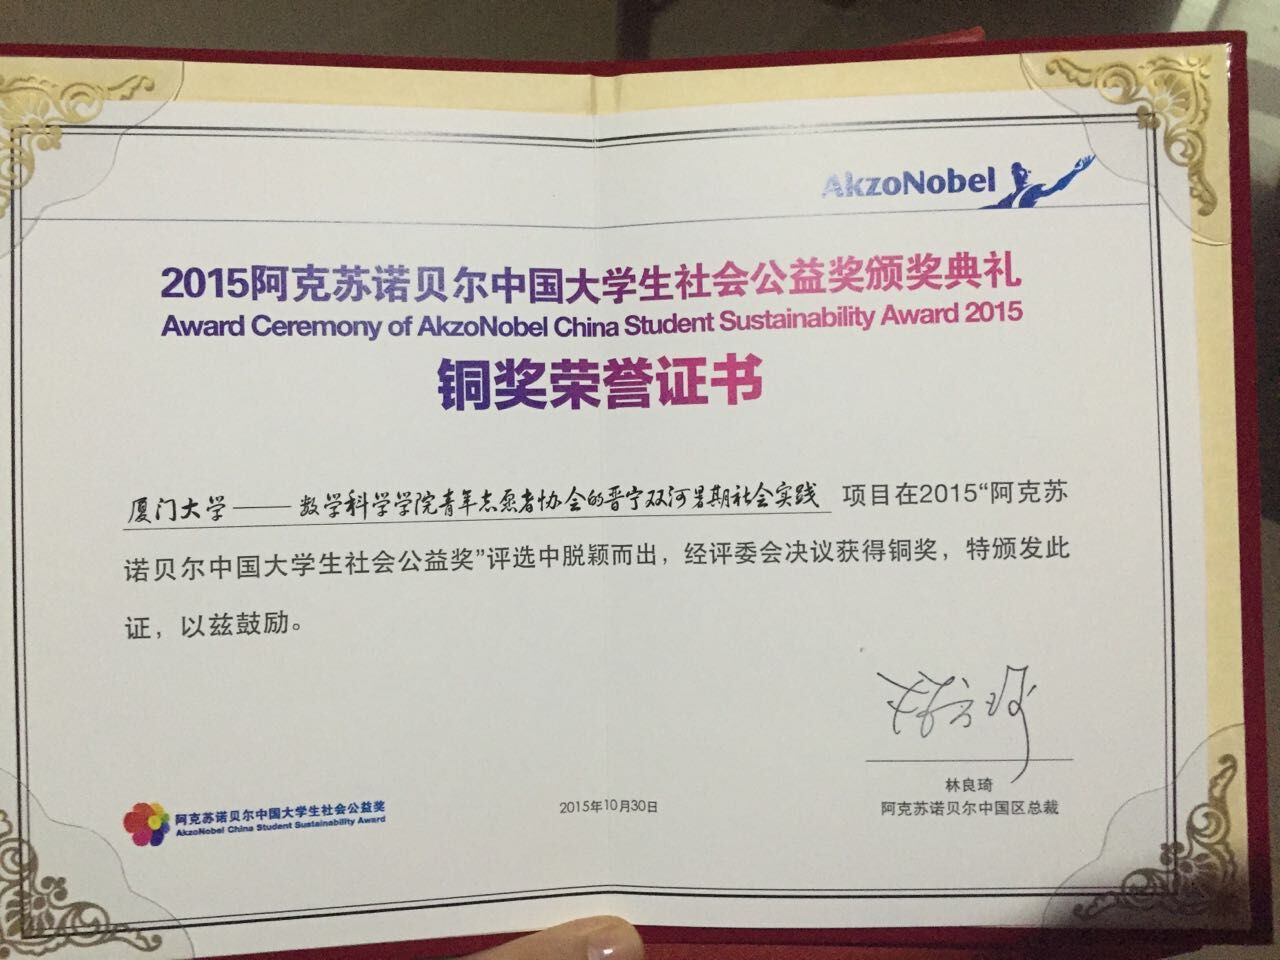 AkzoNobel
2015阿克苏诺贝尔中国大学生社会公益奖颁奖典礼
Award Ceremony of AkzoNobel China Student Sustainability Award 2015
铜奖荣誉证书
厦门大学——数学科学学院青年志愿者协会的晋宁双河暑期社会实践 项目在2015“阿克苏
诺贝尔中国大学生社会公益奖”评选中脱颖而出，经评委会决议获得铜奖，特颁发此
证，以兹鼓励。
林良琦
阿克苏诺贝尔中国区总裁
2015年10月30日
阿克苏诺贝尔中国大学生社会公益奖
AkzoNobel China Student Sustainability Award